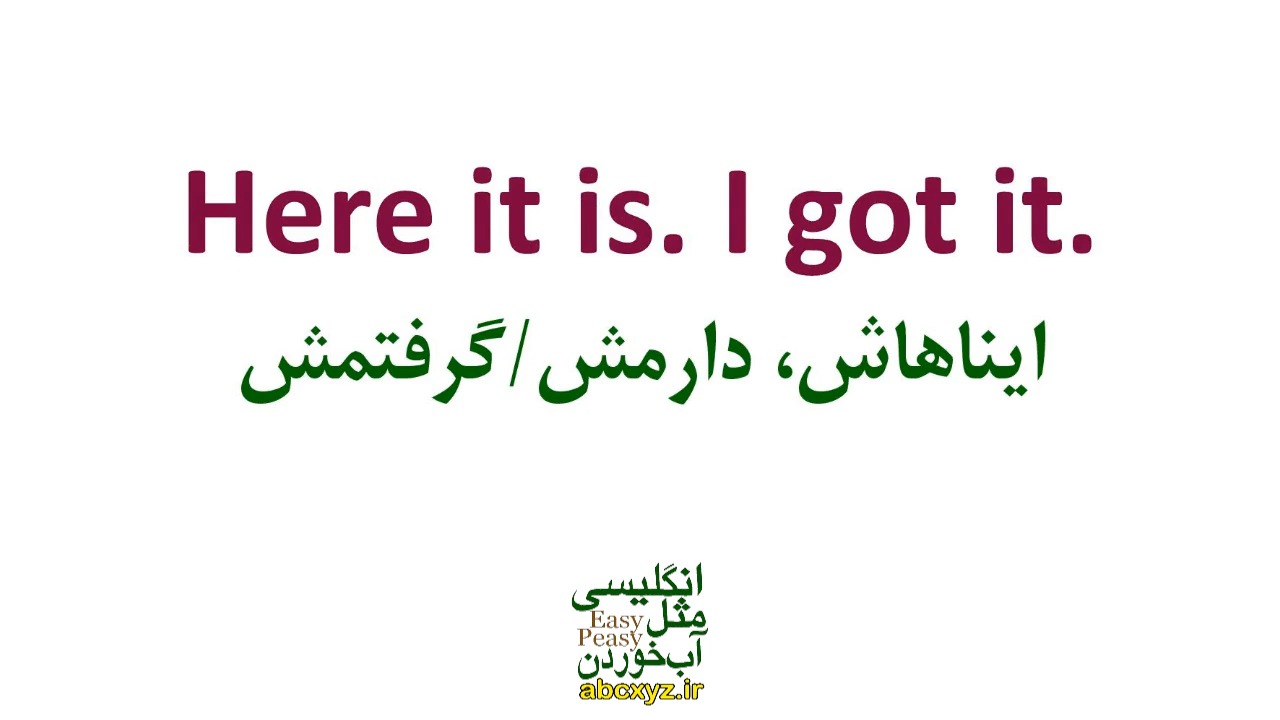 Here it is. I got it.
ایناهاش، دارمش/گرفتمش
انگلیسی
مثل
Easy
Peasy
آب‌خوردن
abcxyz.ir